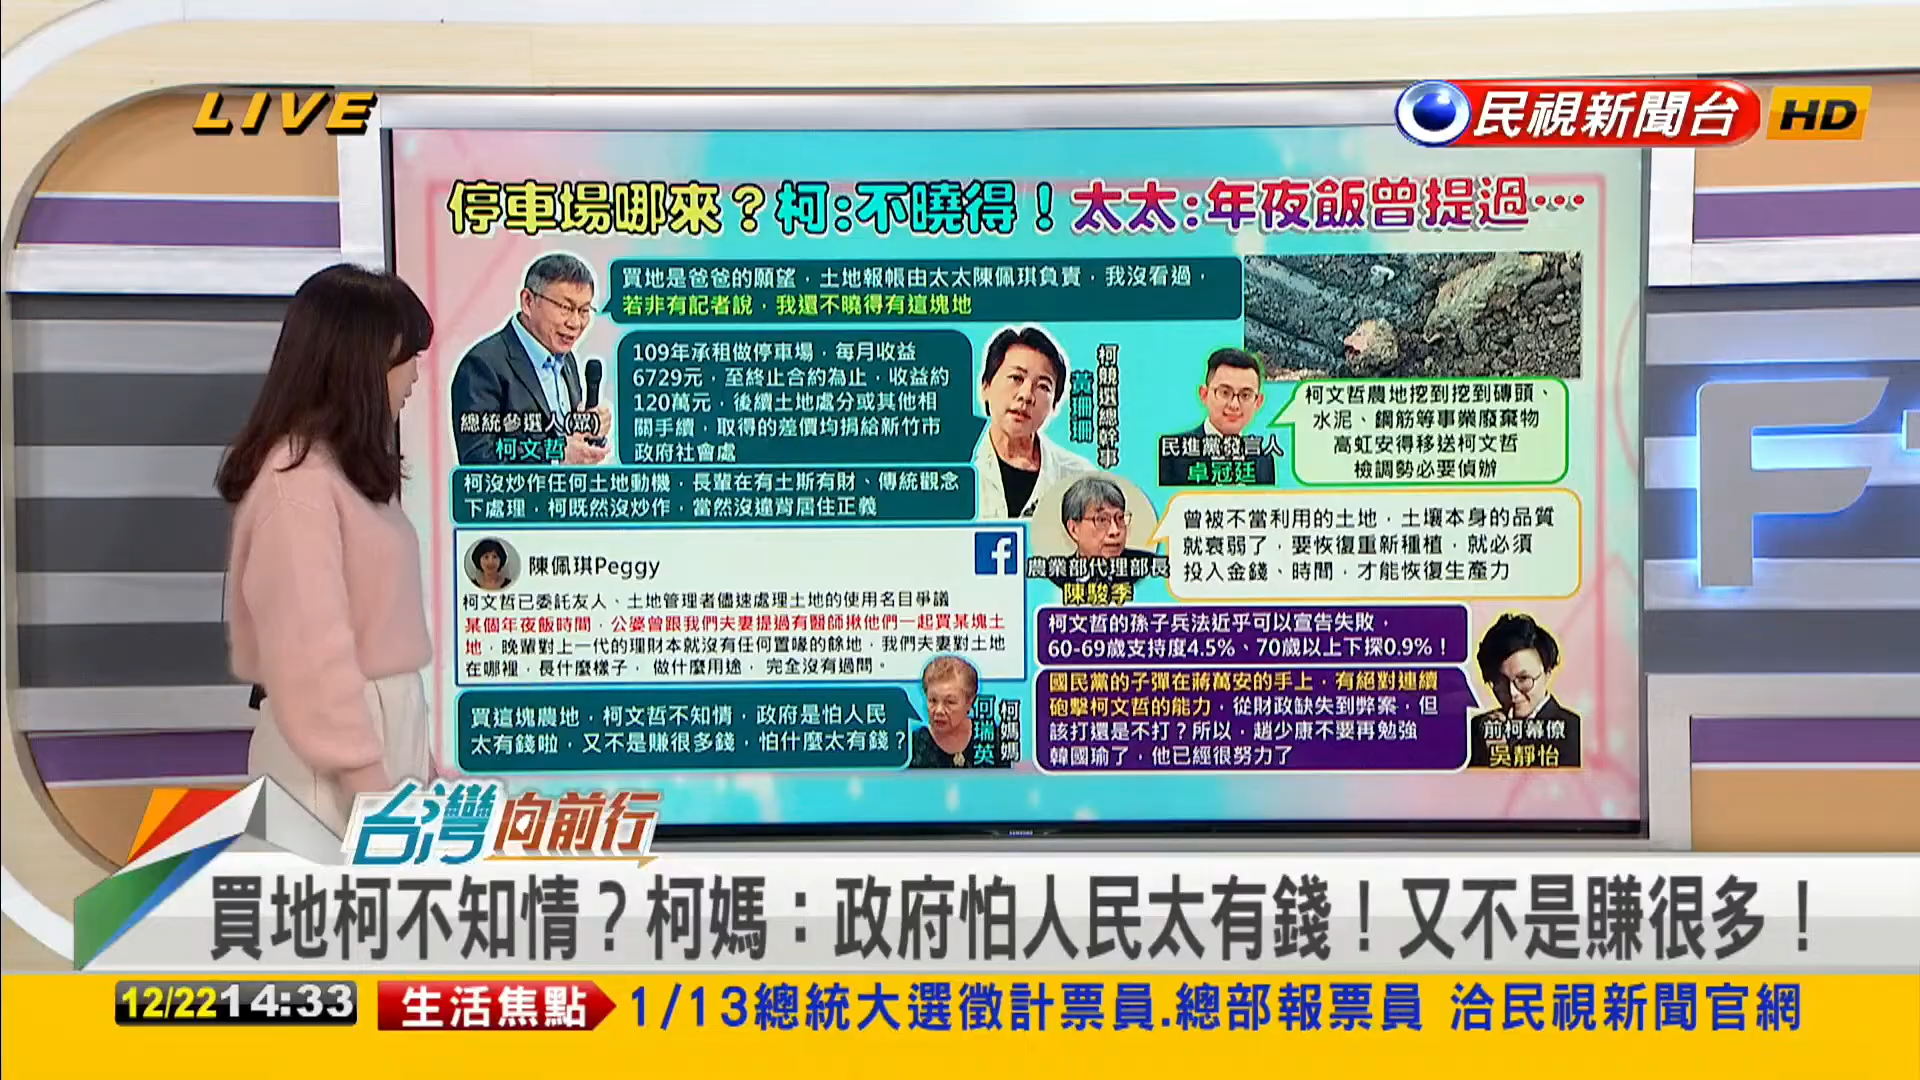 LIVE
民視新聞台
HD
停車場哪來？柯:不曉得！太太:年夜飯曾提過…
買地是爸爸的願望，土地報帳由太太陳佩琪負責，我沒看過，
若非有記者說，我還不曉得有這塊地
總統參選人(眾)
柯文哲
109年承租做停車場，每月收益
6729元，至終止合約為止，收益約
120萬元，後續土地處分或其他相
關手續，取得的差價均捐給新竹市
政府社會處
柯沒炒作任何土地動機，長輩在有土斯有財、傳統觀念
下處理，柯既然沒炒作，當然沒違背居住正義
柯競選總幹事
黃珊珊
民進黨發言人
卓冠廷
柯文哲農地挖到挖到磚頭、
水泥、鋼筋等事業廢棄物
高虹安得移送柯文哲
檢調勢必要偵辦
農業部代理部長
陳駿季
曾被不當利用的土地，土壤本身的品質
就衰弱了，要恢復重新種植，就必須
投入金錢、時間，才能恢復生產力
陳佩琪Peggy
f
柯文哲已委託友人、土地管理者儘速處理土地的使用名目爭議
某個年夜飯時間，公婆曾跟我們夫妻提過有醫師揪他們一起買某塊土
地，晚輩對上一代的理財本就沒有任何置喙的餘地，我們夫妻對土地
在哪裡，長什麼樣子， 做什麼用途， 完全沒有過問。
買這塊農地，柯文哲不知情，政府是怕人民
太有錢啦，又不是賺很多錢，怕什麼太有錢？
柯媽媽
何瑞英
柯文哲的孫子兵法近乎可以宣告失敗，
60-69歲支持度4.5%、70歲以上下探0.9%！
國民黨的子彈在蔣萬安的手上，有絕對連續
砲擊柯文哲的能力，從財政缺失到弊案，但
該打還是不打？所以，趙少康不要再勉強
韓國瑜了，他已經很努力了
前柯幕僚
吳靜怡
SAMSUNG
台灣向前行
買地柯不知情？柯媽：政府怕人民太有錢！又不是賺很多！
12/22 14:33
生活焦點
1/13總統大選徵計票員.總部報票員 洽民視新聞官網